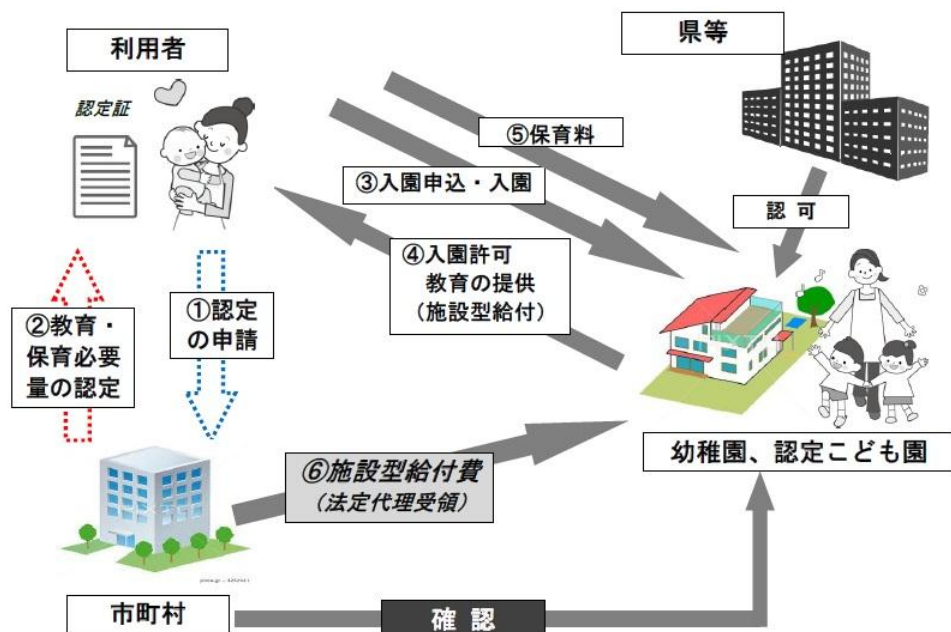 利用者
県等
認定証
⑤保育料
③入園申込・入園
認 可
④入園許可
教育の提供
(施設型給付)
②教育・
保育必要
量の認定
①認定
の申請
幼稚園、認定こども園
⑥施設型給付費
(法定代理受領)
市町村
確 認